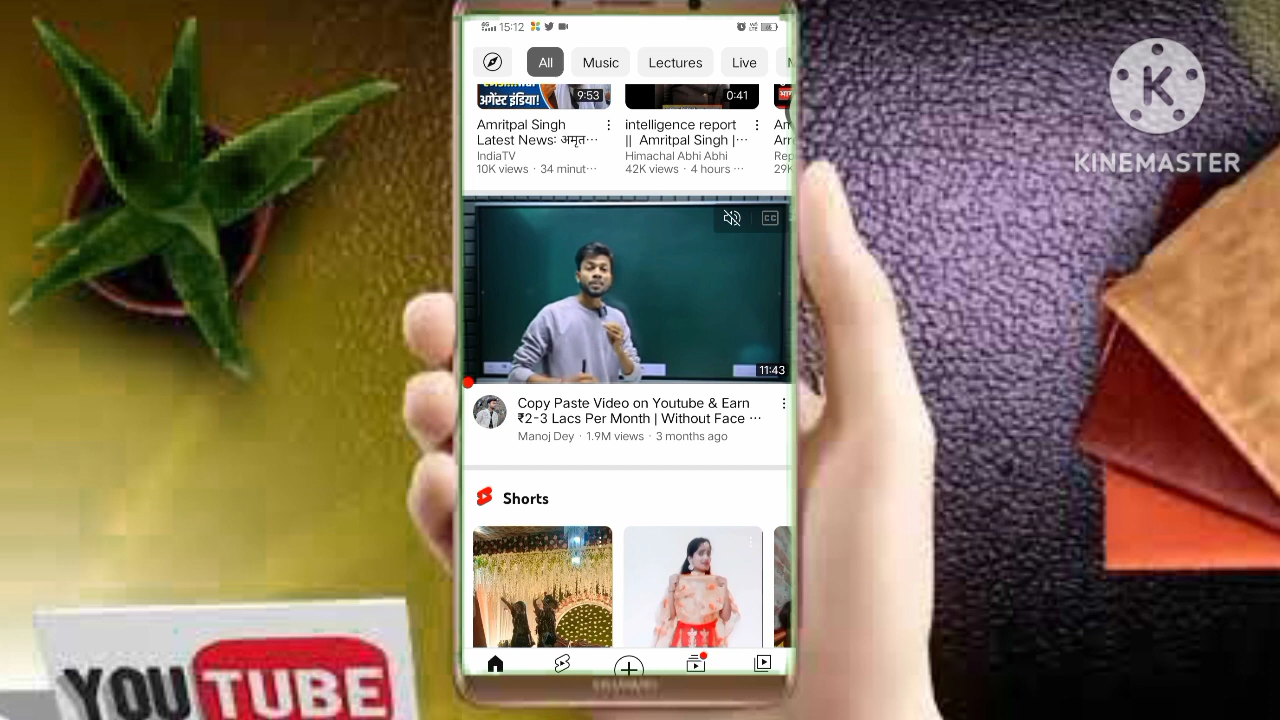 15:12
All
Music
Lectures
Live
अगेंस्ट इंडिया!
9:53
0:41
Amritpal Singh
Latest News: अमृत···
IndiaTV
10K views · 34 minut···
intelligence report
|| Amritpal Singh |···
Himachal Abhi Abhi
42K views · 4 hours ···
29K
CC
11:43
Copy Paste Video on Youtube & Earn
₹2-3 Lacs Per Month | Without Face ···
Manoj Dey · 1.9M views · 3 months ago
Shorts
K
KINEMASTER
YOUTUBE